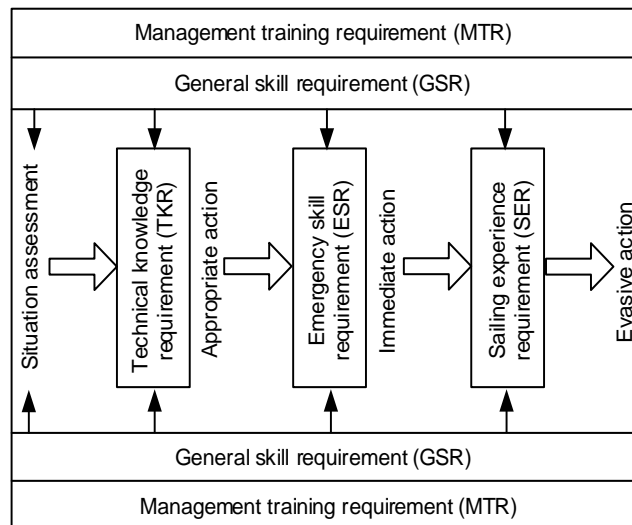 Management training requirement (MTR)
General skill requirement (GSR)
Situation assessment
Technical knowledge
requirement (TKR)
Appropriate action
Emergency skill
requirement (ESR)
Immediate action
Sailing experience
requirement (SER)
Evasive action
General skill requirement (GSR)
Management training requirement (MTR)